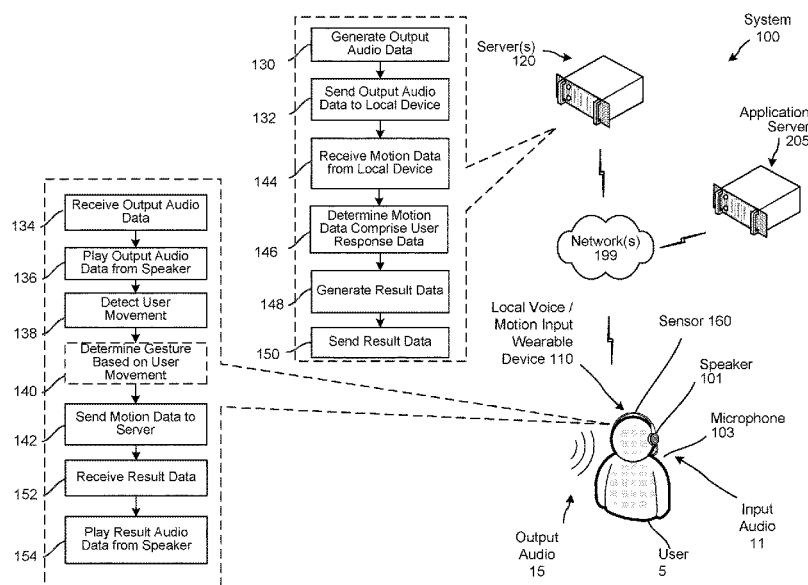 Generate Output
Audio Data
130
Send Output Audio
Data to Local Device
132
Receive Motion Data
from Local Device
144
Determine Motion
Data Comprise User
Response Data
146
Generate Result Data
148
Send Result Data
150
Receive Output Audio
Data
134
Play Output Audio
Data from Speaker
136
Detect User
Movement
138
Determine Gesture
Based on User
Movement
140
Send Motion Data to
Server
142
Receive Result Data
152
Play Result Audio
Data from Speaker
154
Server(s)
120
System
100
Application
Server
205
Network(s)
199
Local Voice /
Motion Input
Wearable
Device 110
Sensor 160
Speaker
101
Microphone
103
Input
Audio
11
Output
Audio
15
User
5